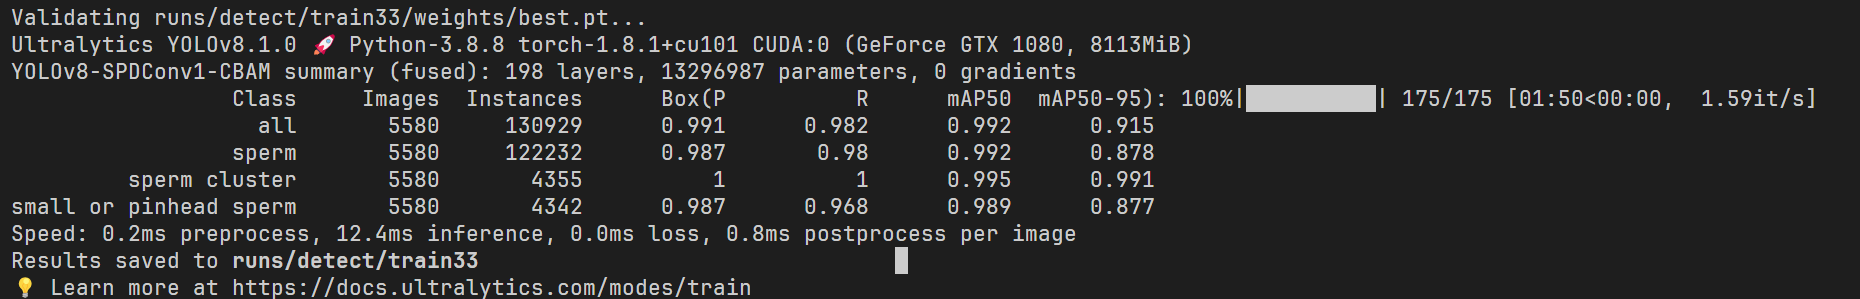 Validating runs/detect/train33/weights/best.pt...
Ultralytics YOLOv8.1.0 🚀 Python-3.8.8 torch-1.8.1+cu101 CUDA:0 (GeForce GTX 1080, 8113MiB)
YOLOv8-SPDConv1-CBAM summary (fused): 198 layers, 13296987 parameters, 0 gradients
Class Images Instances Box(P R mAP50 mAP50-95): 100%|██████████| 175/175 [01:50<00:00, 1.59it/s]
all 5580 130929 0.991 0.982 0.992 0.915
sperm 5580 122232 0.987 0.98 0.992 0.878
sperm cluster 5580 4355 1 1 0.995 0.991
small or pinhead sperm 5580 4342 0.987 0.968 0.989 0.877
Speed: 0.2ms preprocess, 12.4ms inference, 0.0ms loss, 0.8ms postprocess per image
Results saved to runs/detect/train33
💡 Learn more at https://docs.ultralytics.com/modes/train